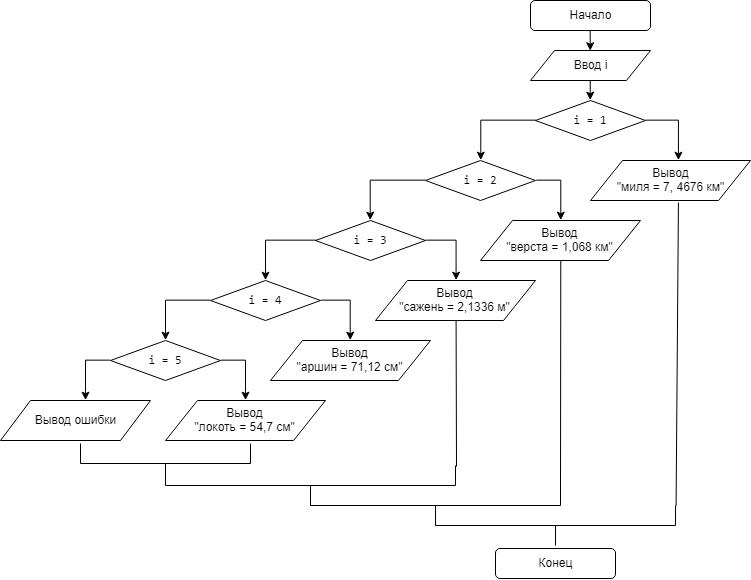 Начало
Ввод i
i = 1
Вывод
"миля = 7, 4676 км"
i = 2
Вывод
"верста = 1,068 км"
i = 3
Вывод
"сажень = 2,1336 м"
i = 4
Вывод
"аршин = 71,12 см"
i = 5
Вывод ошибки
Вывод
"локоть = 54,7 см"
Конец